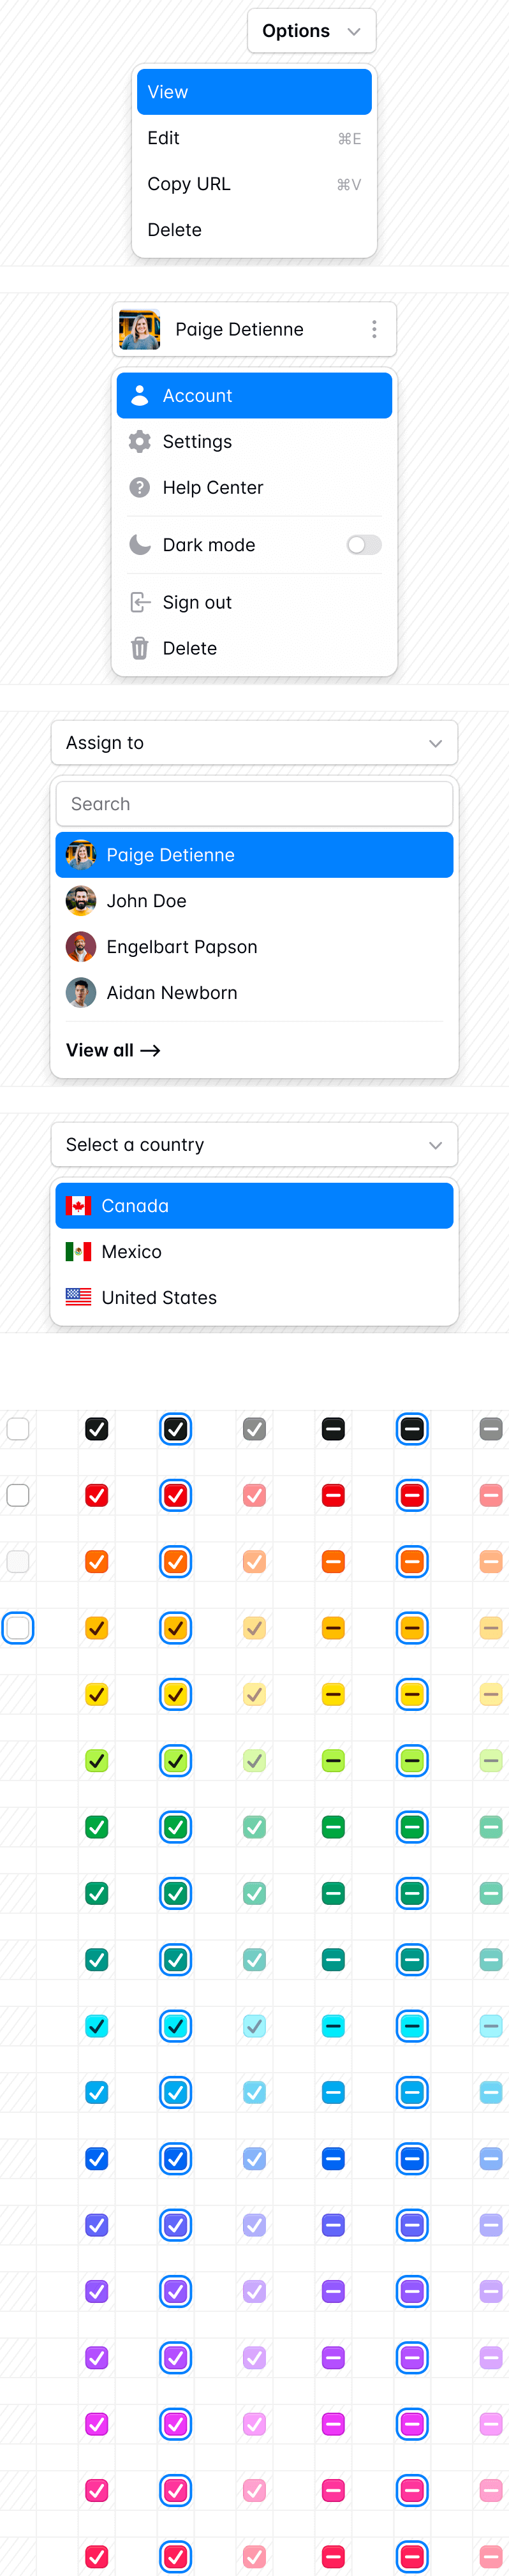 Options
View
Edit ⌘E
Copy URL ⌘V
Delete
Paige Detienne
Account
Settings
Help Center
Dark mode
Sign out
Delete
Assign to
Search
Paige Detienne
John Doe
Engelbart Papson
Aidan Newborn
View all →
Select a country
Canada
Mexico
United States